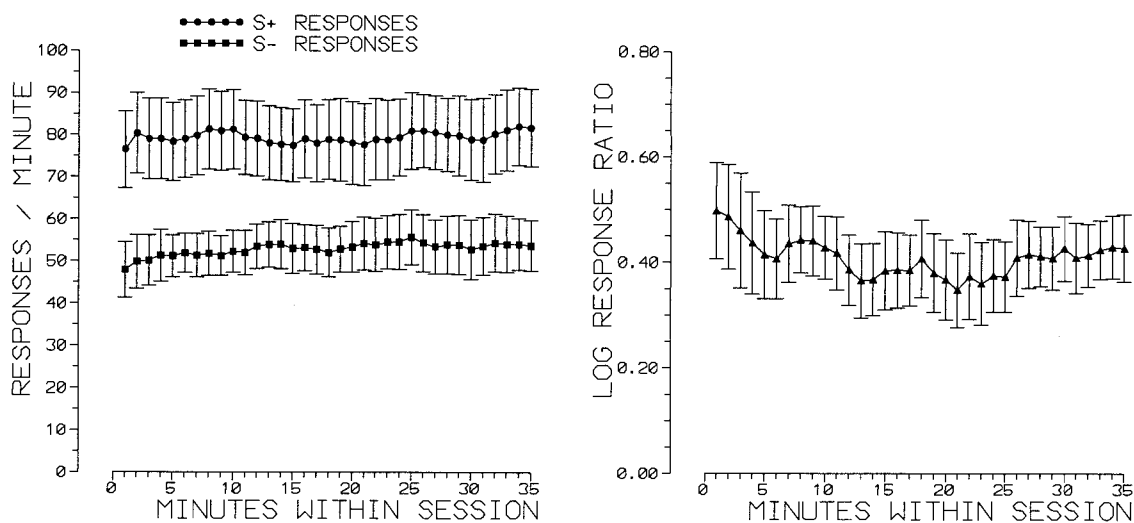 S+ RESPONSES
S- RESPONSES
RESPONSES / MINUTE
100
90
80
70
60
50
40
30
20
10
0
0 5 10 15 20 25 30 35
MINUTES WITHIN SESSION
LOG RESPONSE RATIO
0.80
0.60
0.40
0.20
0.00
0 5 10 15 20 25 30 35
MINUTES WITHIN SESSION